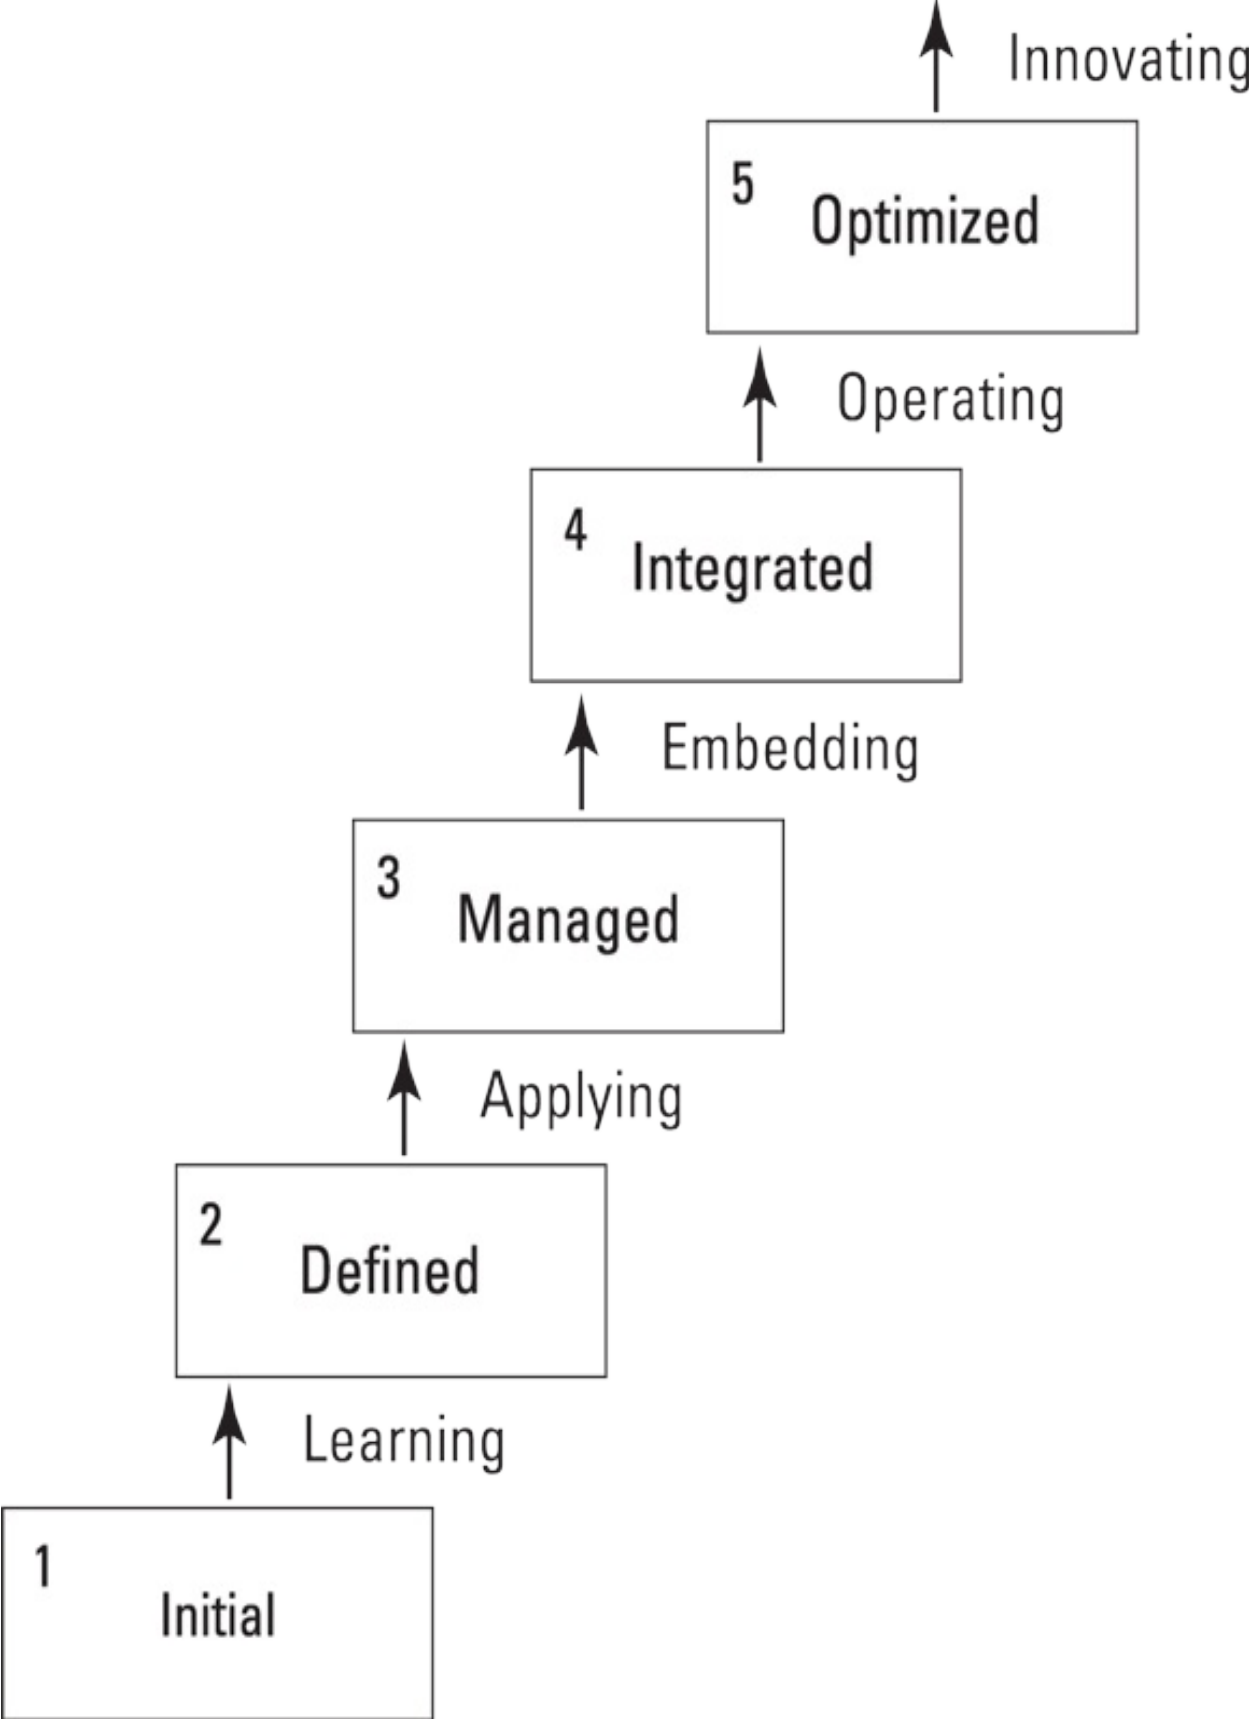 Innovating
5
Optimized
Operating
4
Integrated
Embedding
3
Managed
Applying
2
Defined
Learning
1
Initial